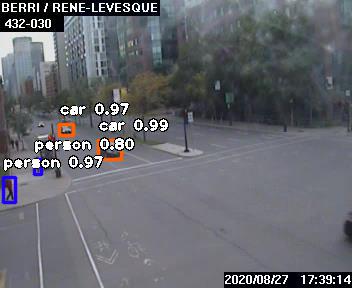 BERRI / RENE-LEVESQUE
432-030
car 0.97
car 0.99
person 0.80
person 0.97
2020/08/27 17:39:14